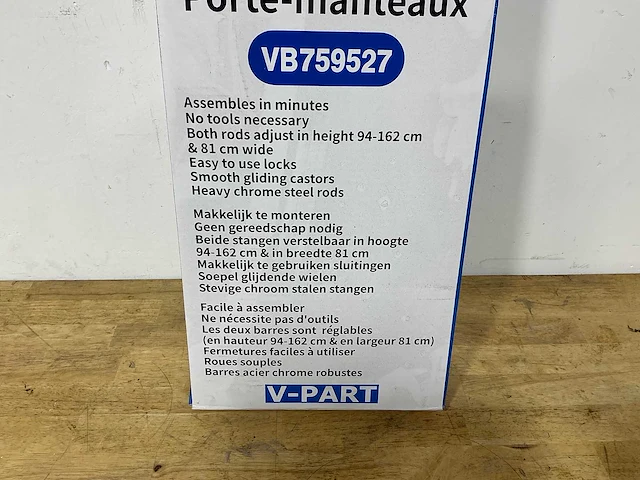 Porte-manteaux
VB759527
Assembles in minutes
No tools necessary
Both rods adjust in height 94-162 cm
& 81 cm wide
Easy to use locks
Smooth gliding castors
Heavy chrome steel rods
Makkelijk te monteren
Geen gereedschap nodig
Beide stangen verstelbaar in hoogte
94-162 cm & in breedte 81 cm
Makkelijk te gebruiken sluitingen
Soepel glijdende wielen
Stevige chroom stalen stangen
Facile à assembler
Ne nécessite pas d'outils
Les deux barres sont réglables
(en hauteur 94-162 cm & en largeur 81 cm)
Fermetures faciles à utiliser
Roues souples
Barres acier chrome robustes
V-PART